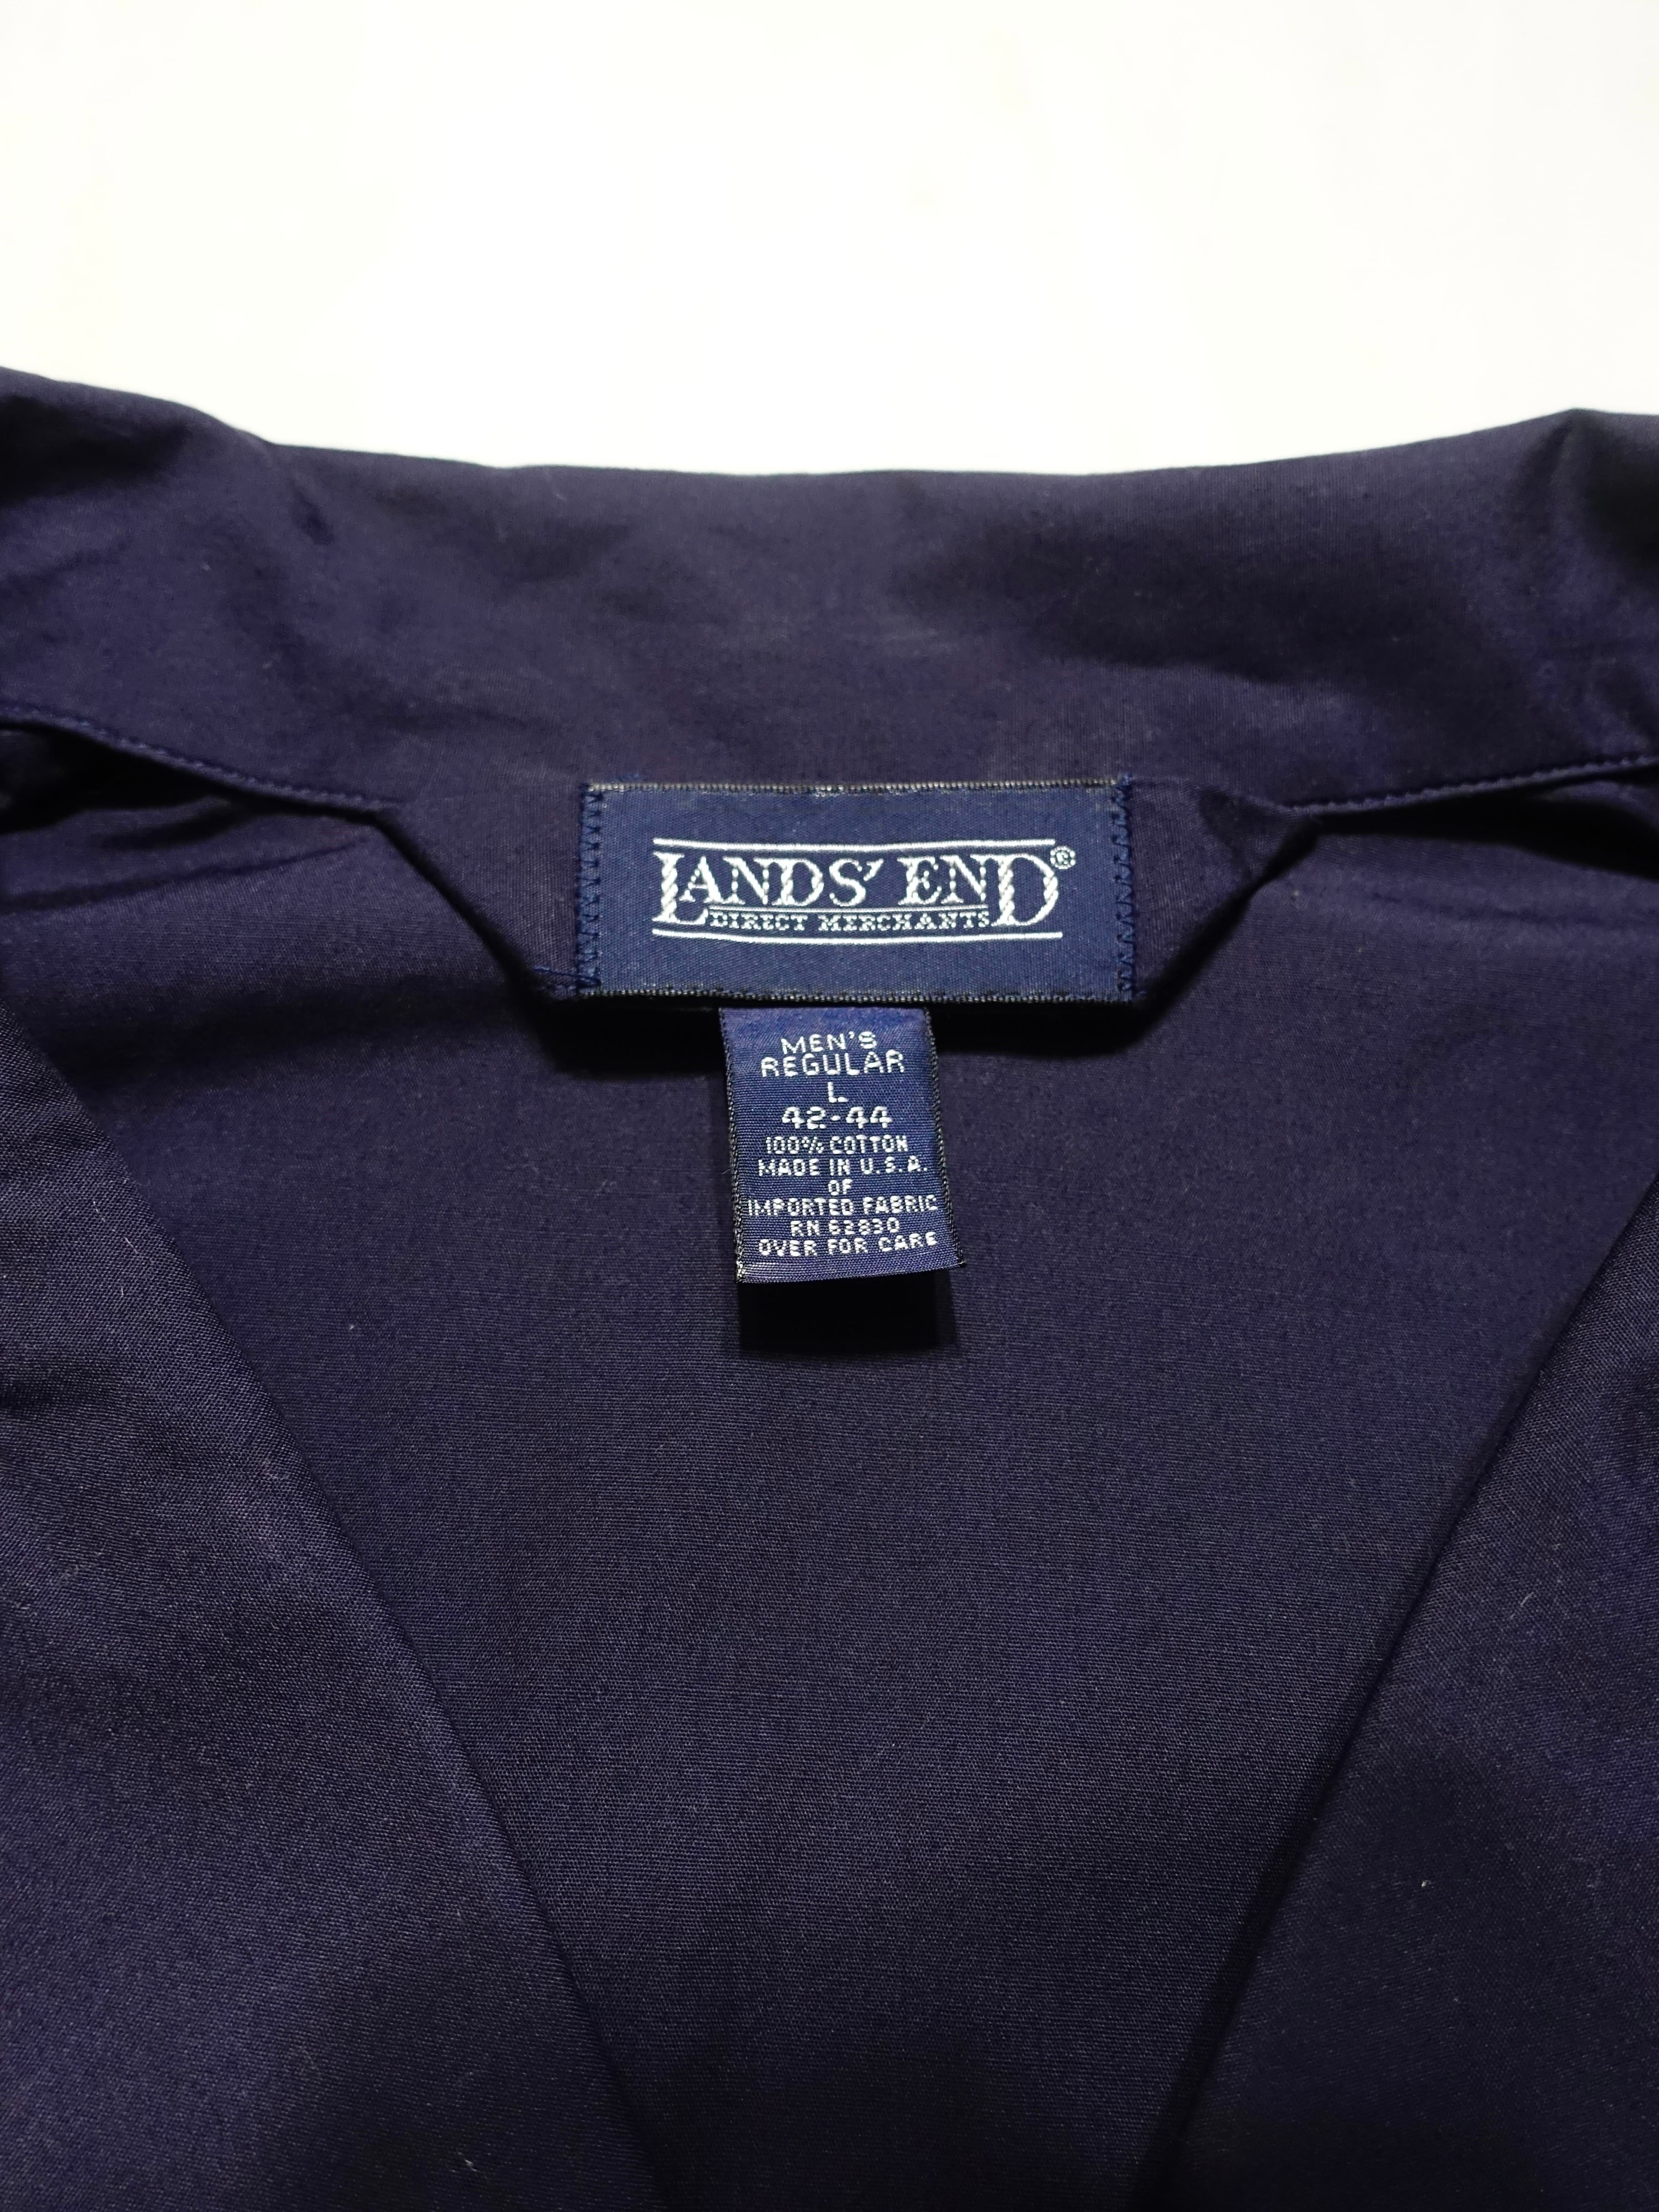 LANDS' END®
DIRECT MERCHANTS
MEN'S
REGULAR
L
42-44
100% COTTON
MADE IN U.S.A.
OF
IMPORTED FABRIC
RN 62830
OVER FOR CARE